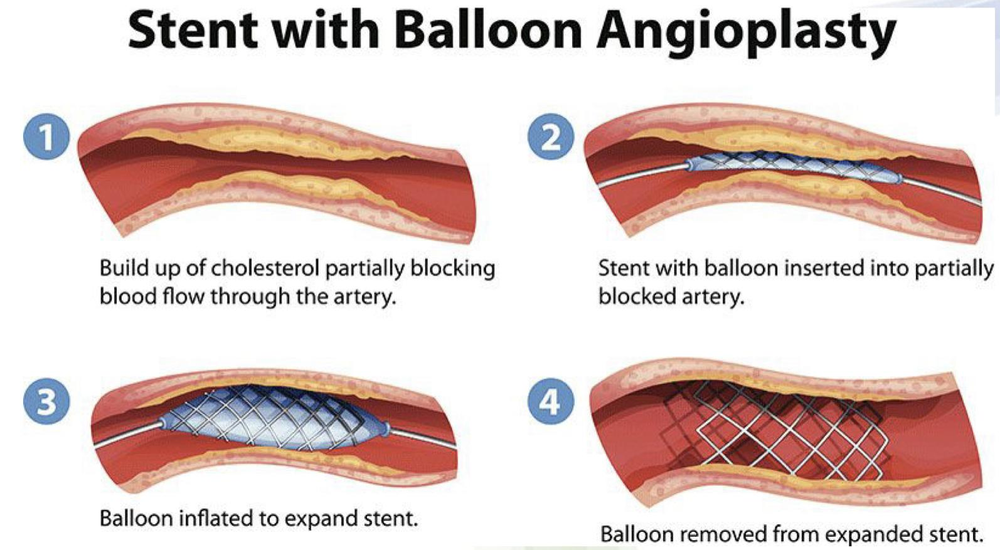 Stent with Balloon Angioplasty
1
Build up of cholesterol partially blocking
blood flow through the artery.
2
Stent with balloon inserted into partially
blocked artery.
3
Balloon inflated to expand stent.
4
Balloon removed from expanded stent.